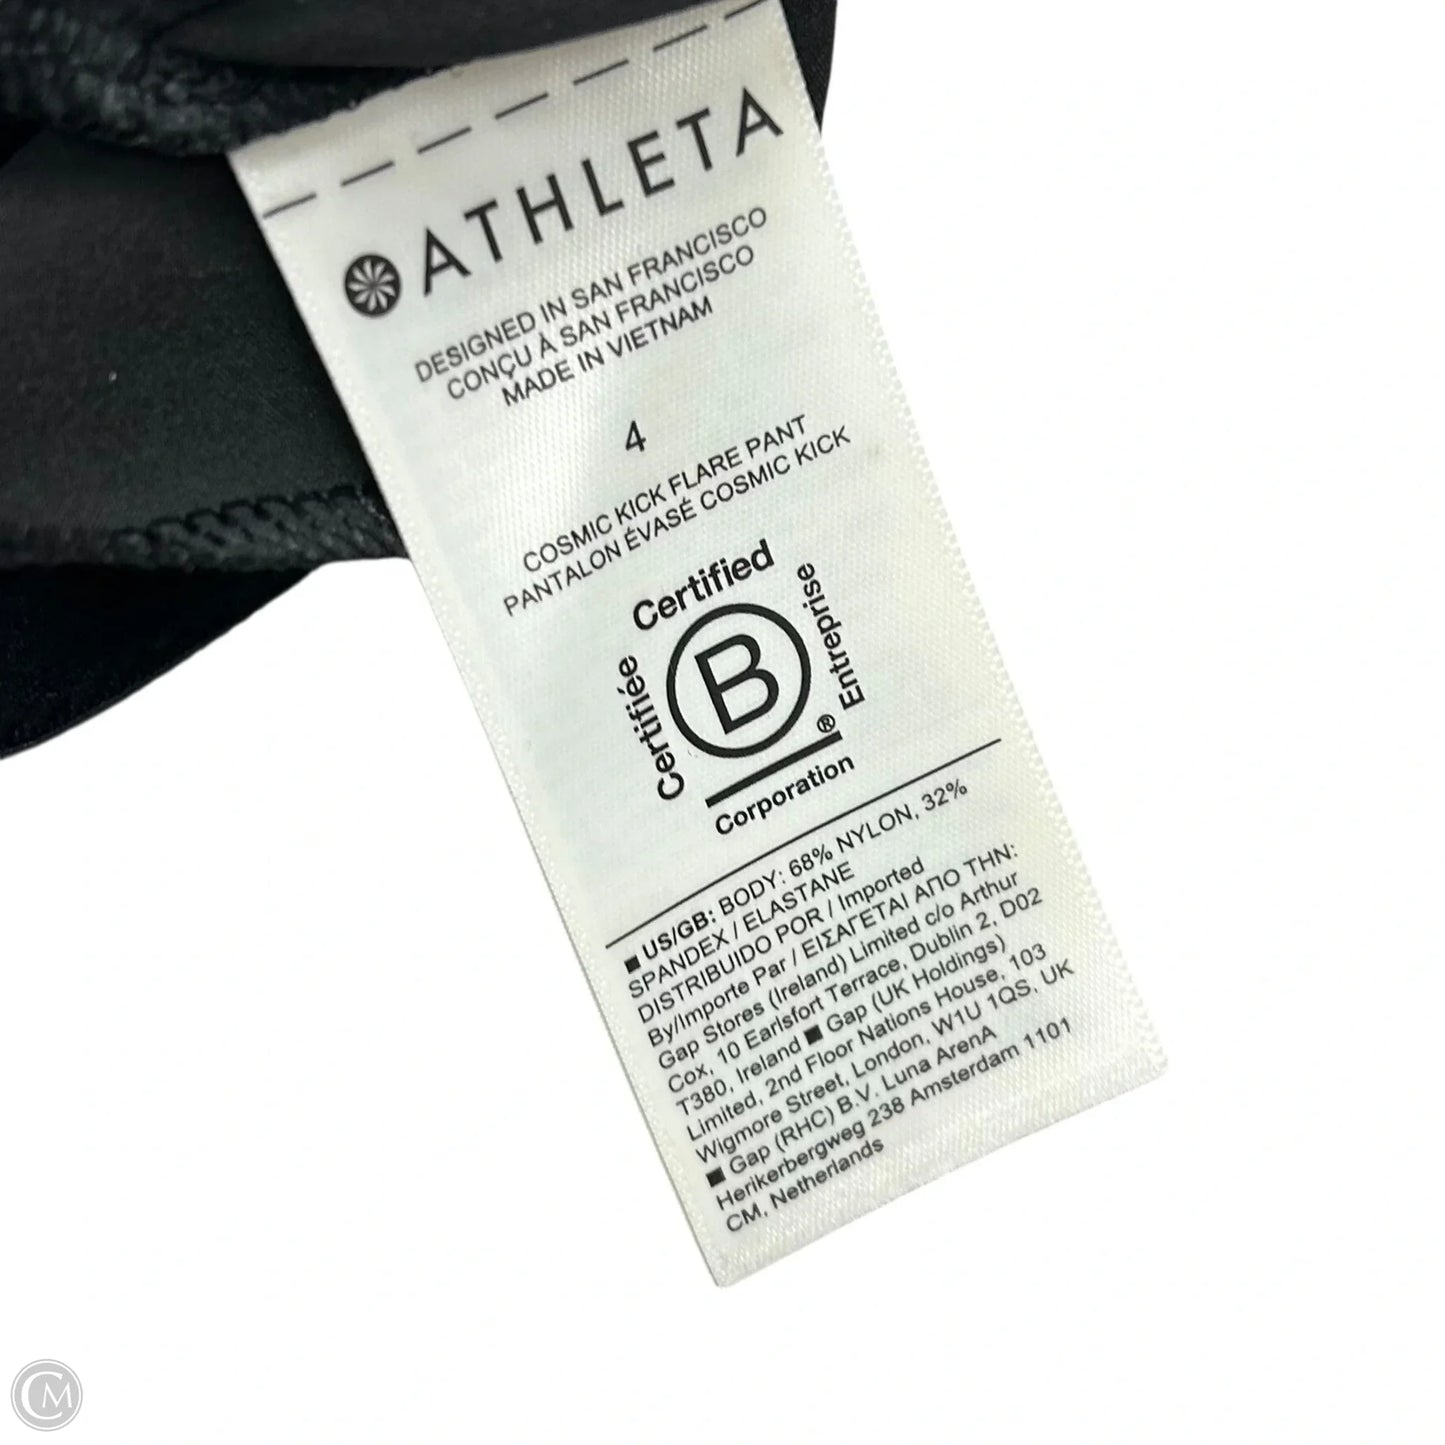 ATHLETA
DESIGNED IN SAN FRANCISCO
CONÇU À SAN FRANCISCO
MADE IN VIETNAM
4
COSMIC KICK FLARE PANT
PANTALON ÉVASÉ COSMIC KICK
Certified
Certifiée
Entreprise
B
®
Corporation
■ US/GB: BODY: 68% NYLON, 32%
SPANDEX / ELASTANE
DISTRIBUIDO POR / Imported
By/Importe Par / ΕΙΣΑΓΕΤΑΙ ΑΠΟ ΤΗΝ:
Gap Stores (Ireland) Limited c/o Arthur
Cox, 10 Earlsfort Terrace, Dublin 2, D02
T380, Ireland ■ Gap (UK Holdings)
Limited, 2nd Floor Nations House, 103
Wigmore Street, London, W1U 1QS, UK
■ Gap (RHC) B.V. Luna ArenA
Herikerbergweg 238 Amsterdam 1101
CM, Netherlands
CM